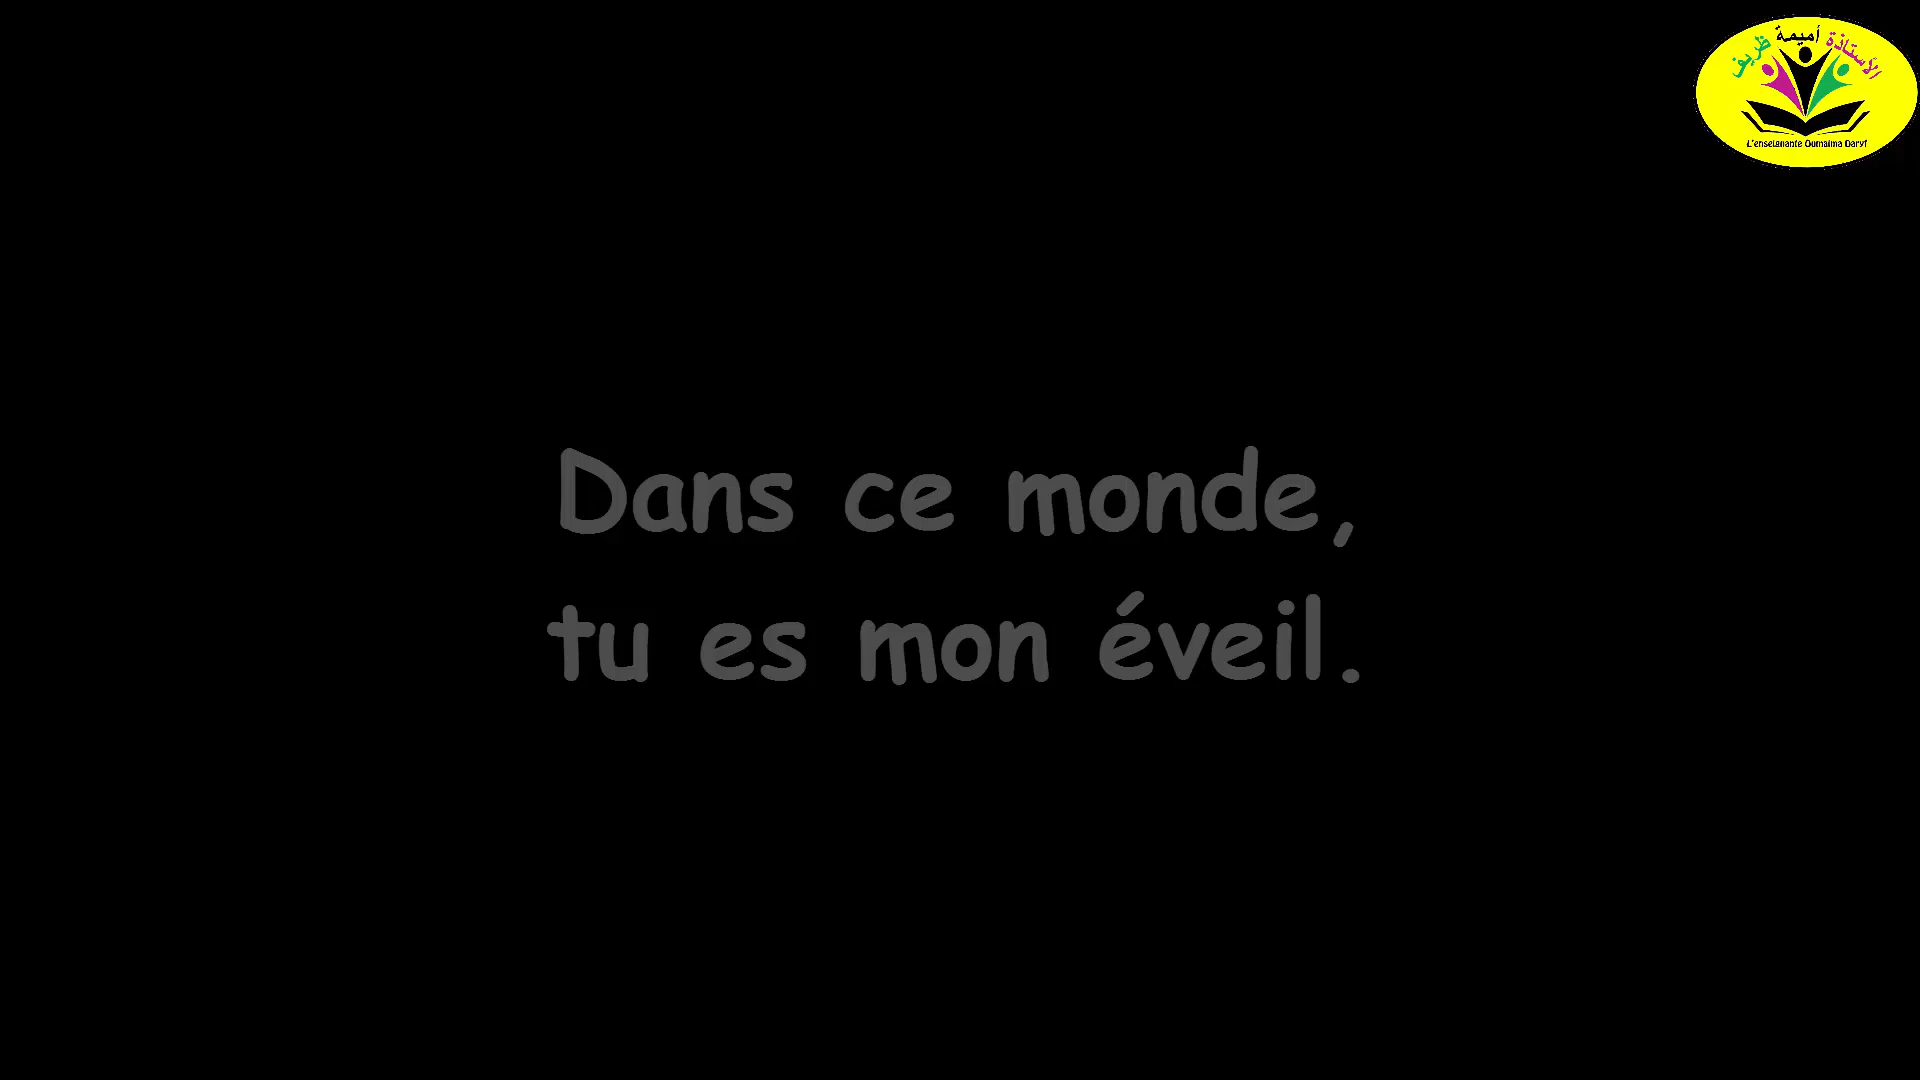 الأستاذة أميمة ظريف
L'enseignante Oumaima Daryf
Dans ce monde,
tu es mon éveil.